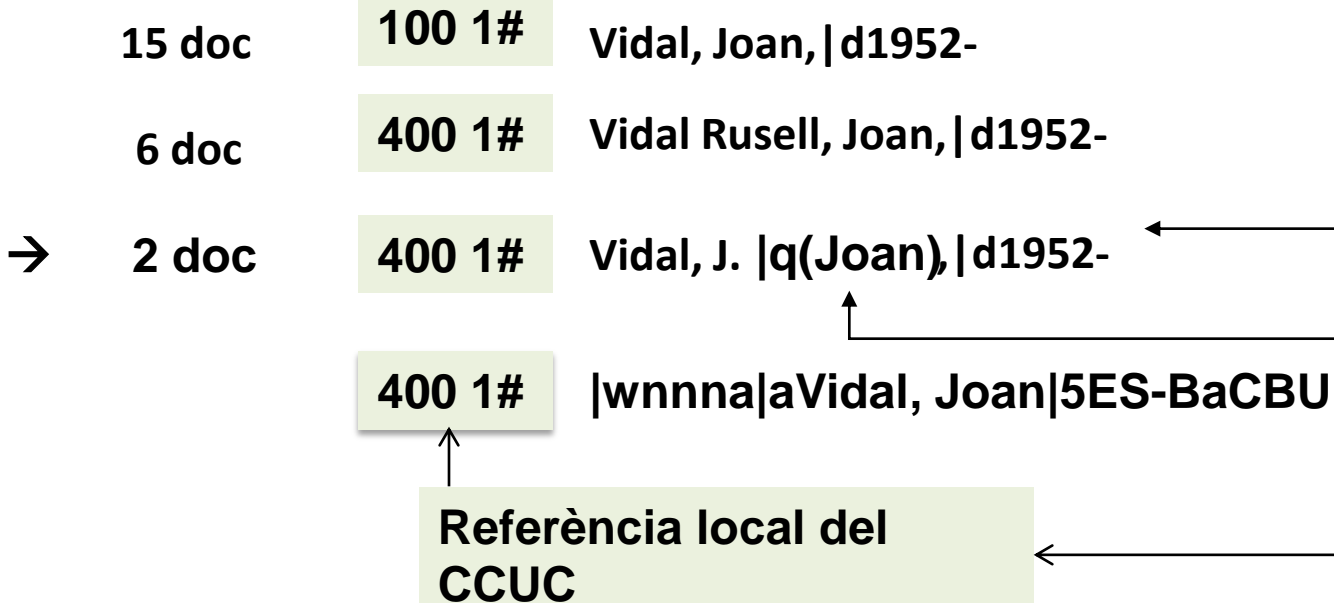 15 doc 100 1# Vidal, Joan,|d1952-
6 doc 400 1# Vidal Rusell, Joan,|d1952-
→ 2 doc 400 1# Vidal, J. |q(Joan),|d1952-
400 1# |wnnna|aVidal, Joan|5ES-BaCBU
Referència local del
CCUC